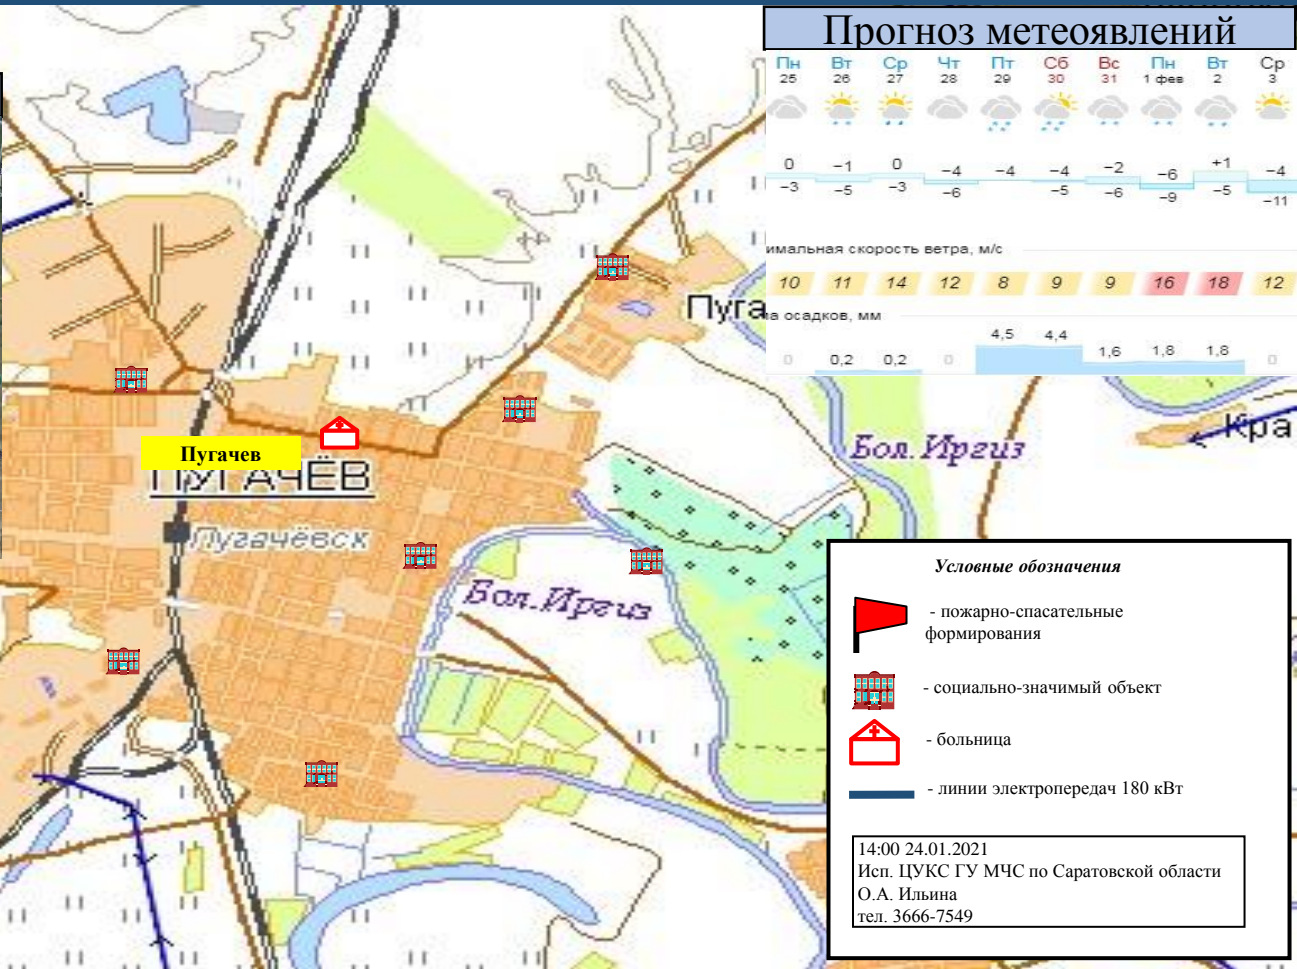 Прогноз метеоявлений
Пн Вт Ср Чт Пт Сб Вс Пн Вт Ср
25 26 27 28 29 30 31 1 фев 2 3
0 −1 0 −4 −4 −4 −2 −6 +1 −4
−3 −5 −3 −6 −5 −6 −9 −5 −11
имальная скорость ветра, м/с
10 11 14 12 8 9 9 16 18 12
а осадков, мм
0 0,2 0,2 0 4,5 4,4 1,6 1,8 1,8 0
Пуга
Кра
Бол. Иргиз
Пугачев
ПУГАЧЁВ
Пугачёвск
Бол. Иргиз
Условные обозначения
- пожарно-спасательные
формирования
- социально-значимый объект
- больница
- линии электропередач 180 кВт
14:00 24.01.2021
Исп. ЦУКС ГУ МЧС по Саратовской области
О.А. Ильина
тел. 3666-7549